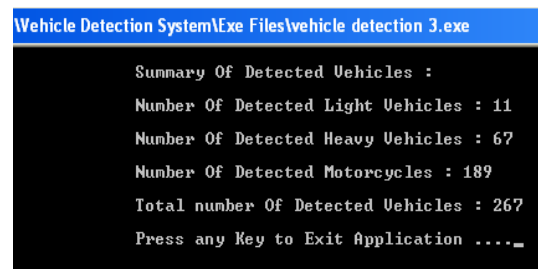 \Vehicle Detection System\Exe Files\vehicle detection 3.exe
Summary Of Detected Vehicles :
Number Of Detected Light Vehicles : 11
Number Of Detected Heavy Vehicles : 67
Number Of Detected Motorcycles : 189
Total number Of Detected Vehicles : 267
Press any Key to Exit Application ...._